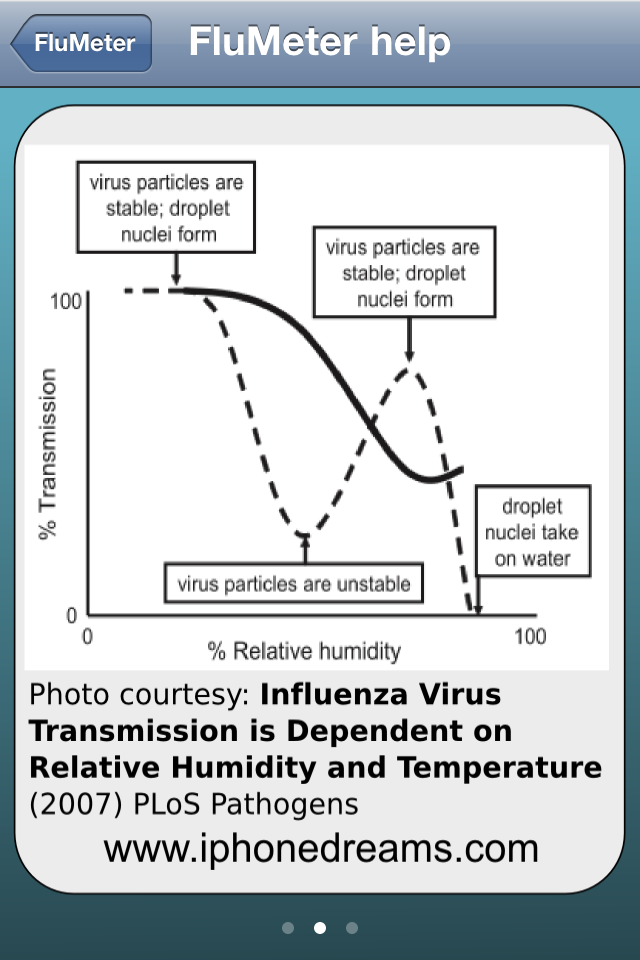 FluMeter
FluMeter help
virus particles are
stable; droplet
nuclei form
virus particles are
stable; droplet
nuclei form
100
% Transmission
droplet
nuclei take
on water
virus particles are unstable
0
0
100
% Relative humidity
Photo courtesy: Influenza Virus
Transmission is Dependent on
Relative Humidity and Temperature
(2007) PLoS Pathogens
www.iphonedreams.com